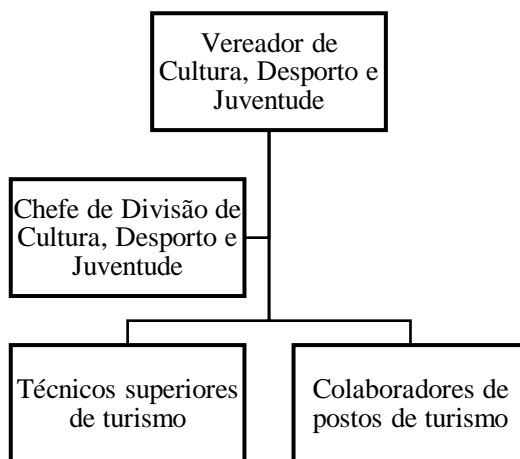 Vereador de
Cultura, Desporto e
Juventude
Chefe de Divisão de
Cultura, Desporto e
Juventude
Técnicos superiores
de turismo
Colaboradores de
postos de turismo